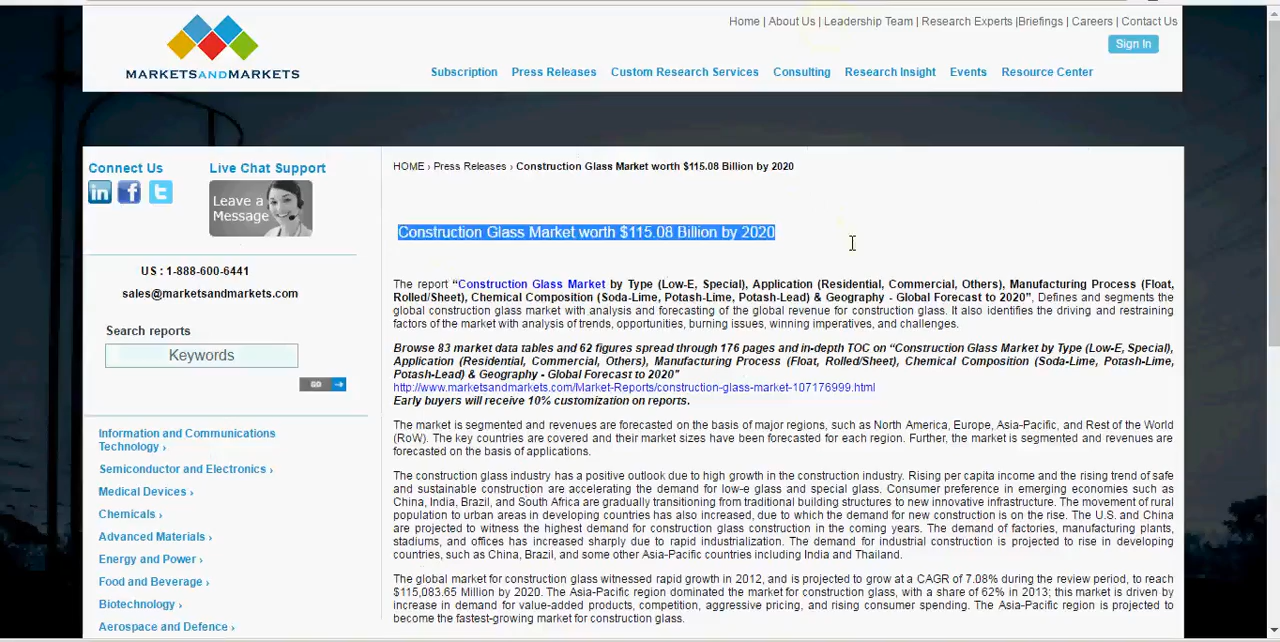 Home | About Us | Leadership Team | Research Experts |Briefings | Careers | Contact Us
Sign In
MARKETSANDMARKETS
Subscription Press Releases Custom Research Services Consulting Research Insight Events Resource Center
Connect Us
Live Chat Support
in f t
Leave a
Message
US : 1-888-600-6441
sales@marketsandmarkets.com
Search reports
Keywords
GO
Information and Communications
Technology ›
Semiconductor and Electronics ›
Medical Devices ›
Chemicals ›
Advanced Materials ›
Energy and Power ›
Food and Beverage ›
Biotechnology ›
Aerospace and Defence ›
HOME › Press Releases › Construction Glass Market worth $115.08 Billion by 2020
Construction Glass Market worth $115.08 Billion by 2020
The report “Construction Glass Market by Type (Low-E, Special), Application (Residential, Commercial, Others), Manufacturing Process (Float,
Rolled/Sheet), Chemical Composition (Soda-Lime, Potash-Lime, Potash-Lead) & Geography - Global Forecast to 2020”, Defines and segments the
global construction glass market with analysis and forecasting of the global revenue for construction glass. It also identifies the driving and restraining
factors of the market with analysis of trends, opportunities, burning issues, winning imperatives, and challenges.
Browse 83 market data tables and 62 figures spread through 176 pages and in-depth TOC on “Construction Glass Market by Type (Low-E, Special),
Application (Residential, Commercial, Others), Manufacturing Process (Float, Rolled/Sheet), Chemical Composition (Soda-Lime, Potash-Lime,
Potash-Lead) & Geography - Global Forecast to 2020”
http://www.marketsandmarkets.com/Market-Reports/construction-glass-market-107176999.html
Early buyers will receive 10% customization on reports.
The market is segmented and revenues are forecasted on the basis of major regions, such as North America, Europe, Asia-Pacific, and Rest of the World
(RoW). The key countries are covered and their market sizes have been forecasted for each region. Further, the market is segmented and revenues are
forecasted on the basis of applications.
The construction glass industry has a positive outlook due to high growth in the construction industry. Rising per capita income and the rising trend of safe
and sustainable construction are accelerating the demand for low-e glass and special glass. Consumer preference in emerging economies such as
China, India, Brazil, and South Africa are gradually transitioning from traditional building structures to new innovative infrastructure. The movement of rural
population to urban areas in developing countries has also increased, due to which the demand for new construction is on the rise. The U.S. and China
are projected to witness the highest demand for construction glass construction in the coming years. The demand of factories, manufacturing plants,
stadiums, and offices has increased sharply due to rapid industrialization. The demand for industrial construction is projected to rise in developing
countries, such as China, Brazil, and some other Asia-Pacific countries including India and Thailand.
The global market for construction glass witnessed rapid growth in 2012, and is projected to grow at a CAGR of 7.08% during the review period, to reach
$115,083.65 Million by 2020. The Asia-Pacific region dominated the market for construction glass, with a share of 62% in 2013; this market is driven by
increase in demand for value-added products, competition, aggressive pricing, and rising consumer spending. The Asia-Pacific region is projected to
become the fastest-growing market for construction glass.